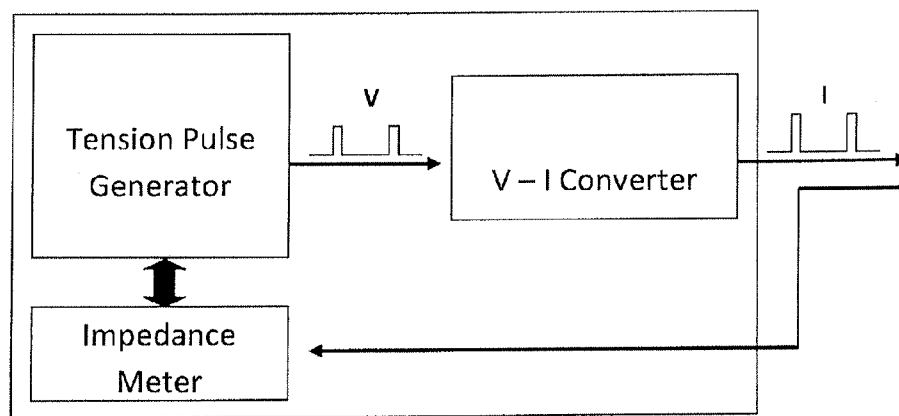 V
I
Tension Pulse
Generator
V – I Converter
Impedance
Meter